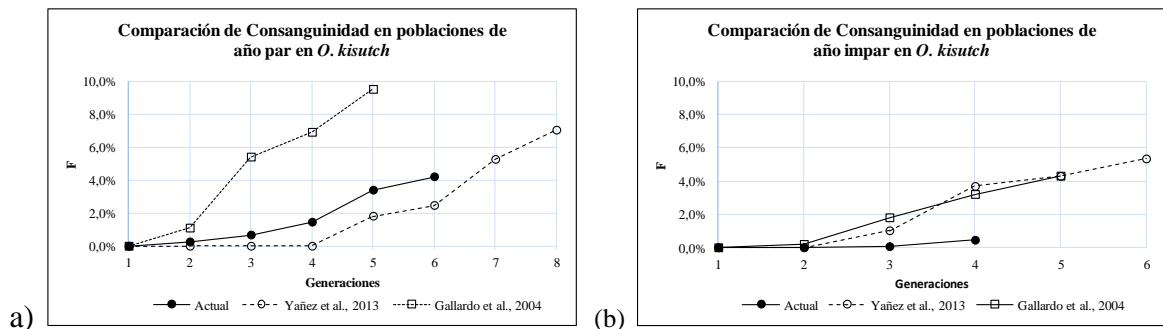 Comparación de Consanguinidad en poblaciones de
año par en O. kisutch
10,0%
8,0%
6,0%
4,0%
2,0%
0,0%
F
1 2 3 4 5 6 7 8
Generaciones
Actual Yañez et al., 2013 Gallardo et al., 2004
a)
Comparación de Consanguinidad en poblaciones de
año impar en O. kisutch
10,0%
8,0%
6,0%
4,0%
2,0%
0,0%
F
1 2 3 4 5 6
Generaciones
Actual Yañez et al., 2013 Gallardo et al., 2004
(b)